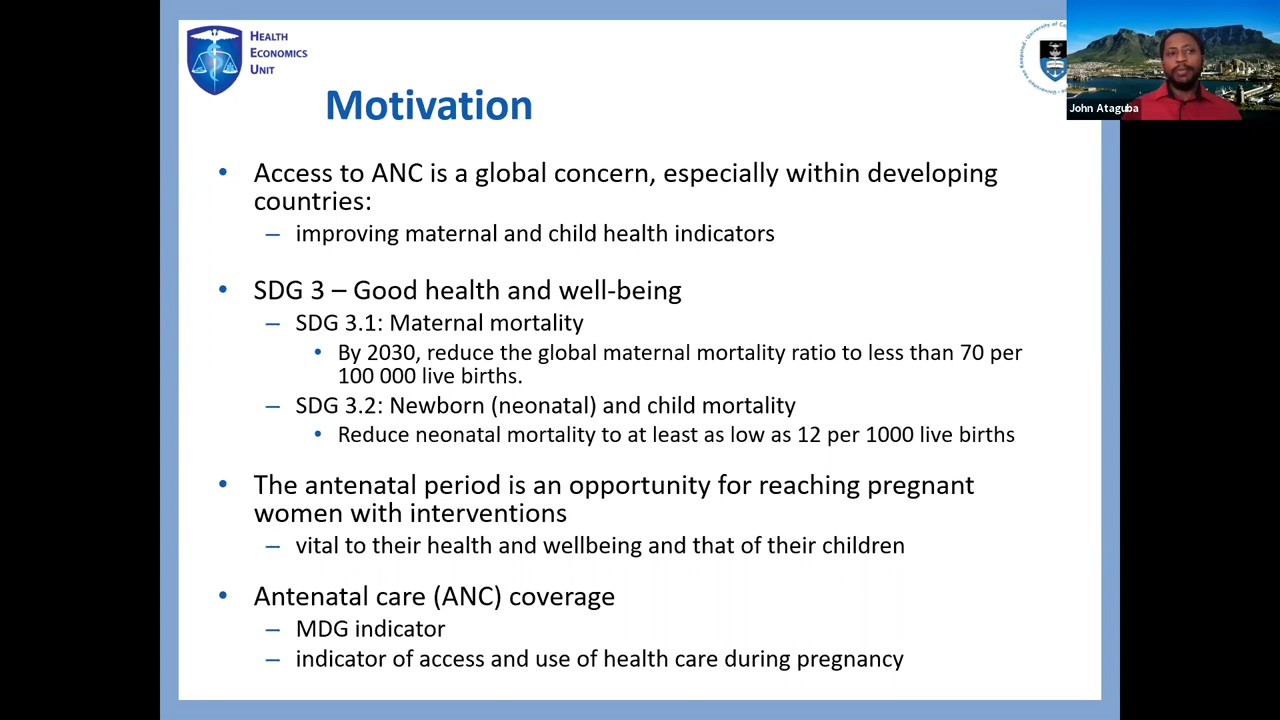 HEALTH
ECONOMICS
UNIT
John Ataguba
Motivation
• Access to ANC is a global concern, especially within developing
countries:
– improving maternal and child health indicators
• SDG 3 – Good health and well-being
– SDG 3.1: Maternal mortality
• By 2030, reduce the global maternal mortality ratio to less than 70 per
100 000 live births.
– SDG 3.2: Newborn (neonatal) and child mortality
• Reduce neonatal mortality to at least as low as 12 per 1000 live births
• The antenatal period is an opportunity for reaching pregnant
women with interventions
– vital to their health and wellbeing and that of their children
• Antenatal care (ANC) coverage
– MDG indicator
– indicator of access and use of health care during pregnancy